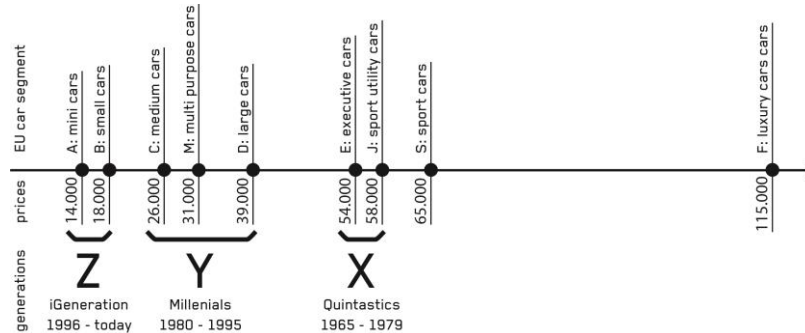 EU car segment
A: mini cars
B: small cars
C: medium cars
M: multi purpose cars
D: large cars
E: executive cars
J: sport utility cars
S: sport cars
F: luxury cars cars
prices
14.000
18.000
26.000
31.000
39.000
54.000
58.000
65.000
115.000
generations
Z
iGeneration
1996 - today
Y
Millenials
1980 - 1995
X
Quintastics
1965 - 1979